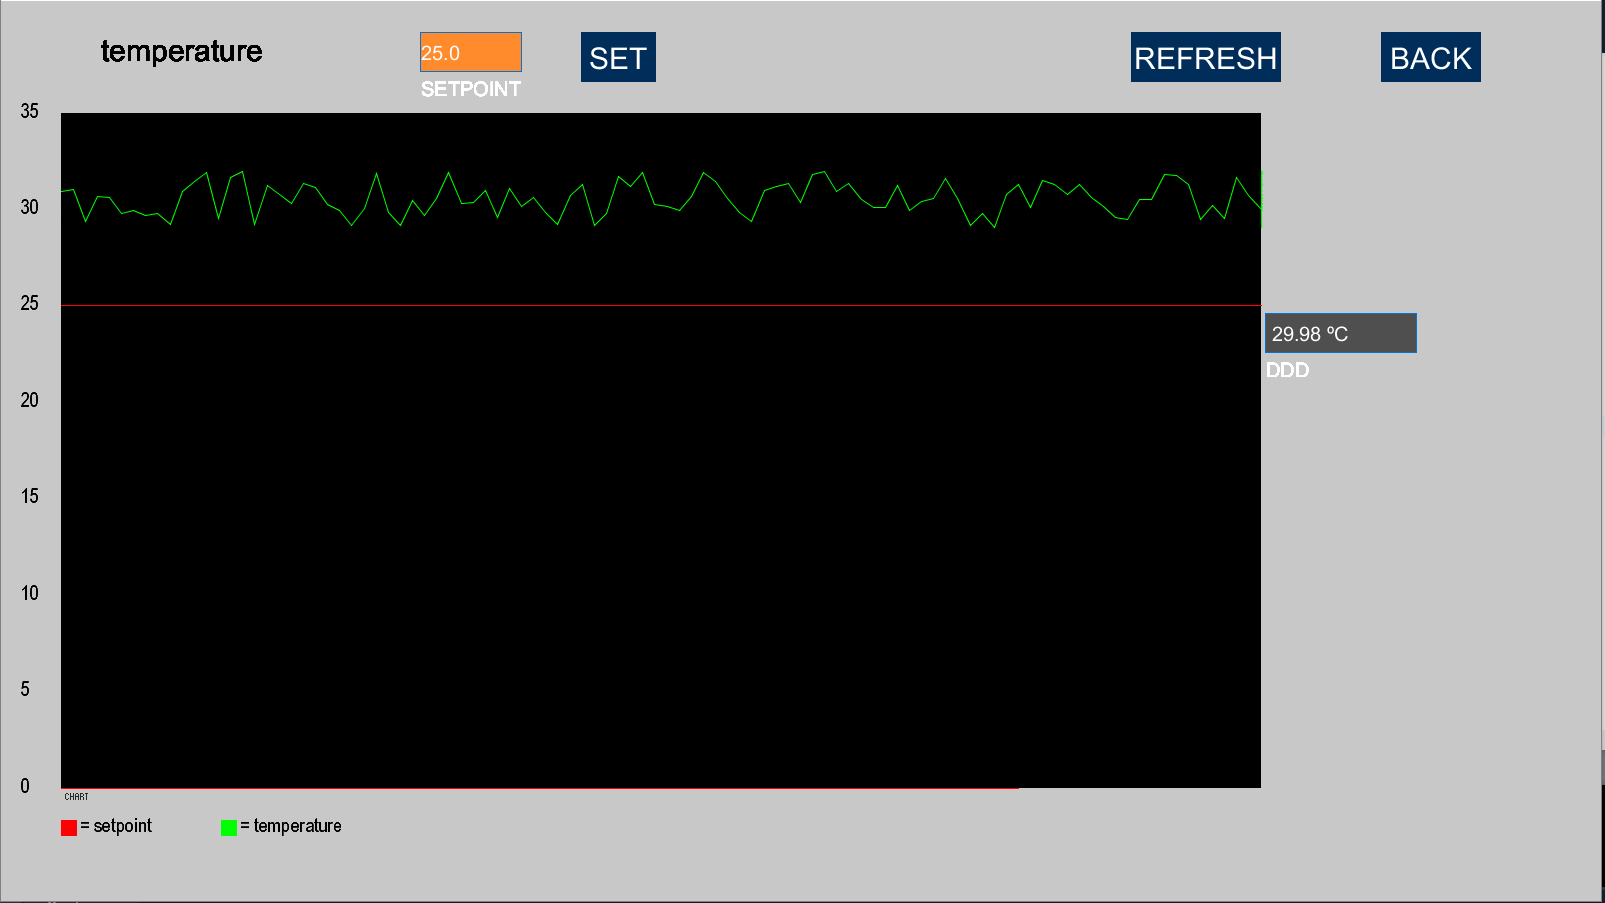 temperature
25.0
SETPOINT
SET
REFRESH
BACK
35
30
25
20
15
10
5
0
29.98 ºC
DDD
CHART
= setpoint
= temperature